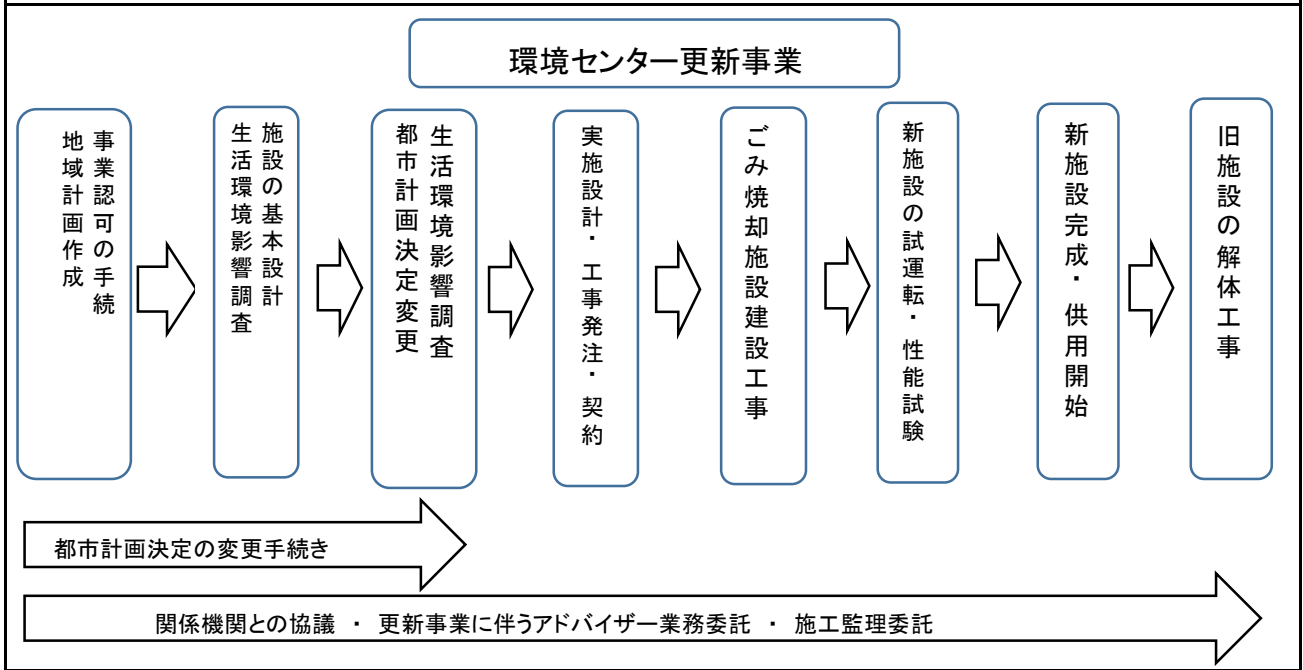 環境センター更新事業
事業認可の手続
地域計画作成
施設の基本設計
生活環境影響調査
生活環境影響調査
都市計画決定変更
実施設計・工事発注・契約
ごみ焼却施設建設工事
新施設の試運転・性能試験
新施設完成・供用開始
旧施設の解体工事
都市計画決定の変更手続き
関係機関との協議 ・ 更新事業に伴うアドバイザー業務委託 ・ 施工監理委託